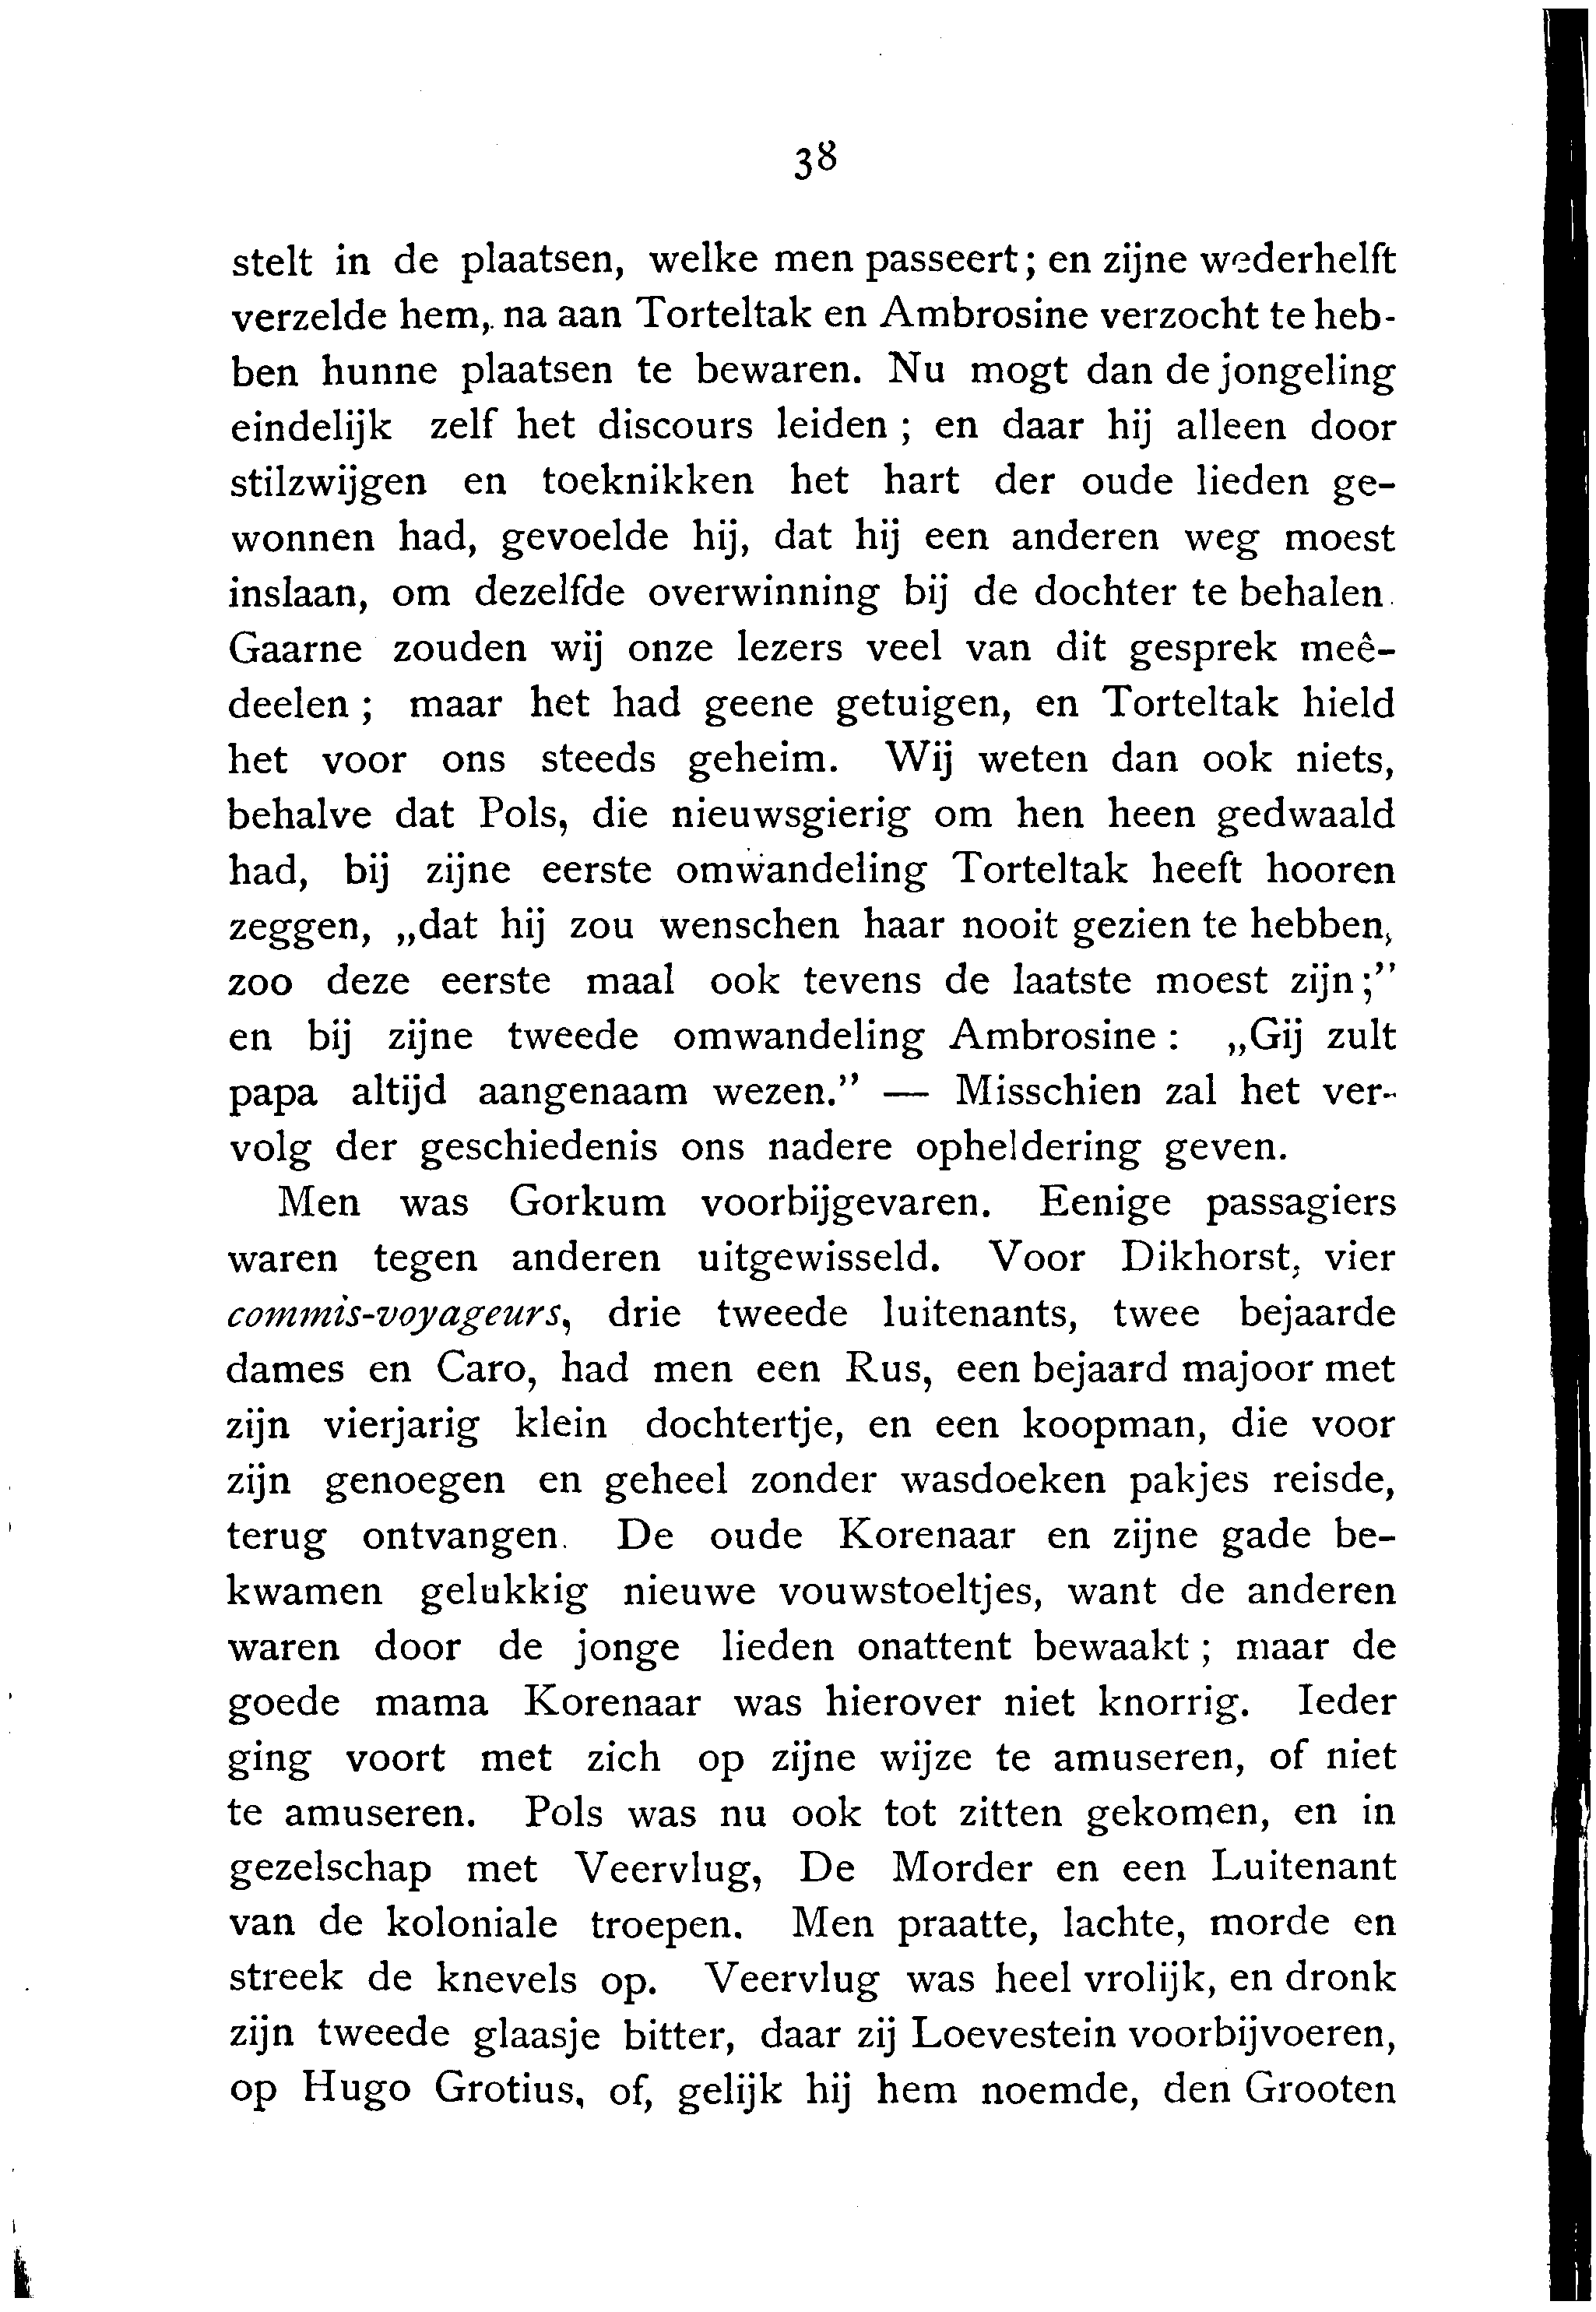 38
stelt in de plaatsen, welke men passeert; en zijne wederhelft
verzelde hem, na aan Torteltak en Ambrosine verzocht te heb-
ben hunne plaatsen te bewaren. Nu mogt dan de jongeling
eindelijk zelf het discours leiden; en daar hij alleen door
stilzwijgen en toeknikken het hart der oude lieden ge-
wonnen had, gevoelde hij, dat hij een anderen weg moest
inslaan, om dezelfde overwinning bij de dochter te behalen.
Gaarne zouden wij onze lezers veel van dit gesprek meê-
deelen; maar het had geene getuigen, en Torteltak hield
het voor ons steeds geheim. Wij weten dan ook niets,
behalve dat Pols, die nieuwsgierig om hen heen gedwaald
had, bij zijne eerste omwandeling Torteltak heeft hooren
zeggen, „dat hij zou wenschen haar nooit gezien te hebben,
zoo deze eerste maal ook tevens de laatste moest zijn;”
en bij zijne tweede omwandeling Ambrosine: „Gij zult
papa altijd aangenaam wezen.” — Misschien zal het ver-
volg der geschiedenis ons nadere opheldering geven.
Men was Gorkum voorbijgevaren. Eenige passagiers
waren tegen anderen uitgewisseld. Voor Dikhorst, vier
commis-voyageurs, drie tweede luitenants, twee bejaarde
dames en Caro, had men een Rus, een bejaard majoor met
zijn vierjarig klein dochtertje, en een koopman, die voor
zijn genoegen en geheel zonder wasdoeken pakjes reisde,
terug ontvangen. De oude Korenaar en zijne gade be-
kwamen gelukkig nieuwe vouwstoeltjes, want de anderen
waren door de jonge lieden onattent bewaakt; maar de
goede mama Korenaar was hierover niet knorrig. Ieder
ging voort met zich op zijne wijze te amuseren, of niet
te amuseren. Pols was nu ook tot zitten gekomen, en in
gezelschap met Veervlug, De Morder en een Luitenant
van de koloniale troepen. Men praatte, lachte, morde en
streek de knevels op. Veervlug was heel vrolijk, en dronk
zijn tweede glaasje bitter, daar zij Loevestein voorbijvoeren,
op Hugo Grotius, of, gelijk hij hem noemde, den Grooten